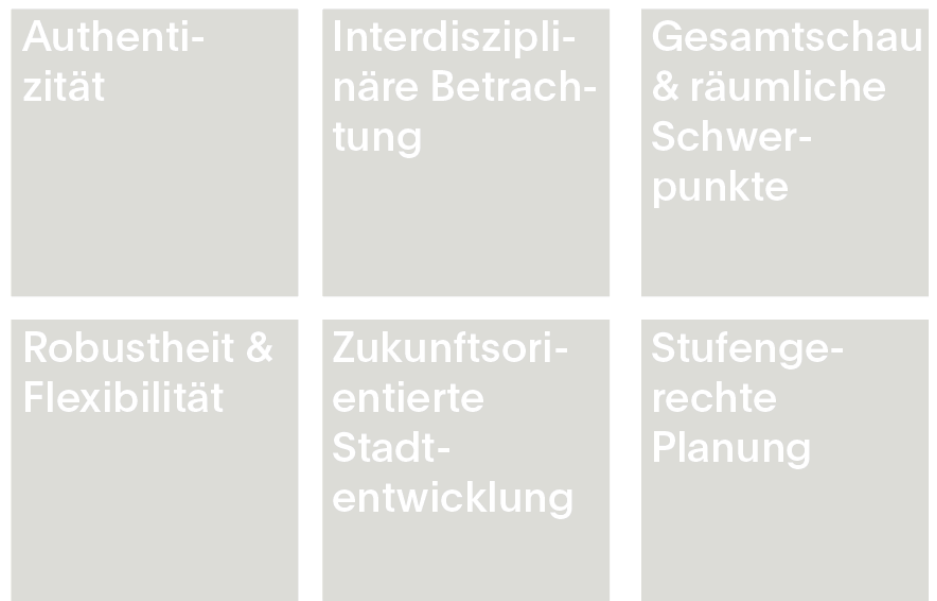 Authenti-
zität
Interdiszipli-
näre Betrach-
tung
Gesamtschau
& räumliche
Schwer-
punkte
Robustheit &
Flexibilität
Zukunftsori-
entierte
Stadt-
entwicklung
Stufenge-
rechte
Planung